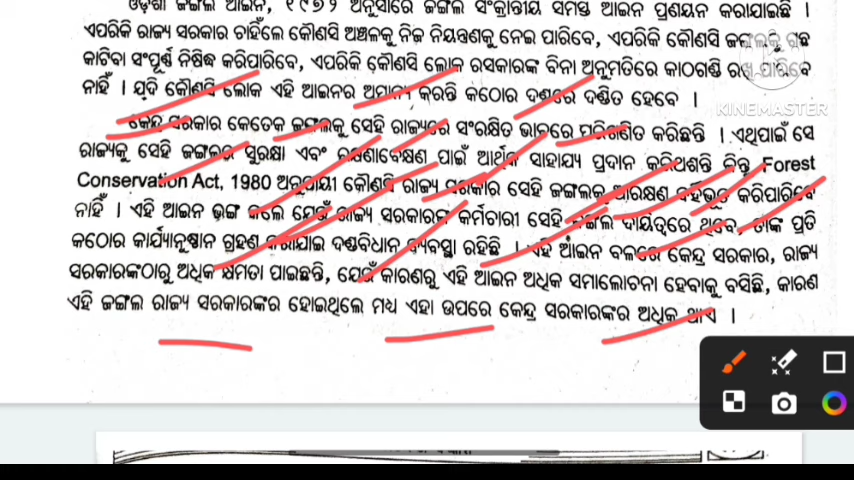 ଓଡ଼ିଶା ଜଙ୍ଗଲ ଆଇନ, ୧୯୭୨ ଅନୁସାରେ ଜଙ୍ଗଲ ସଂକ୍ରାନ୍ତୀୟ ସମସ୍ତ ଆଇନ ପ୍ରଣୟନ କରାଯାଇଛି ।
ଏପରିକି ରାଜ୍ୟ ସରକାର ଚାହିଁଲେ କୌଣସି ଅଞ୍ଚଳକୁ ନିଜ ନିୟନ୍ତ୍ରଣକୁ ନେଇ ପାରିବେ, ଏପରିକି କୌଣସି ଜଙ୍ଗଲକୁ ଗଛ
କାଟିବା ସଂପୂର୍ଣ୍ଣ ନିଷିଦ୍ଧ କରିପାରିବେ, ଏପରିକି କୌଣସି ଲୋକ ରସକାରଙ୍କ ବିନା ଅନୁମତିରେ କାଠଗଣ୍ଡି ରଖି ପାରିବେ
ନାହିଁ । ଯଦି କୌଣସି ଲୋକ ଏହି ଆଇନର ଅମାନ୍ୟ କରନ୍ତି କଠୋର ଦଣ୍ଡରେ ଦଣ୍ଡିତ ହେବେ ।
KINEMASTER
କେନ୍ଦ୍ର ସରକାର କେତେକ ଜଙ୍ଗଲକୁ ସେହି ରାଜ୍ୟରେ ସଂରକ୍ଷିତ ଭାବରେ ପରିଗଣିତ କରିଛନ୍ତି । ଏଥିପାଇଁ ସେ
ରାଜ୍ୟକୁ ସେହି ଜଙ୍ଗଲର ସୁରକ୍ଷା ଏବଂ ରକ୍ଷଣାବେକ୍ଷଣ ପାଇଁ ଆର୍ଥିକ ସାହାଯ୍ୟ ପ୍ରଦାନ କରିଥାଆନ୍ତି କିନ୍ତୁ Forest
Conservation Act, 1980 ଅନୁଯାୟୀ କୌଣସି ରାଜ୍ୟ ସରକାର ସେହି ଜଙ୍ଗଲକୁ ଆରକ୍ଷଣ ବହିର୍ଭୂତ କରିପାରିବେ
ନାହିଁ । ଏହି ଆଇନ ଭଙ୍ଗ କଲେ ଯେଉଁ ରାଜ୍ୟ ସରକାରଙ୍କ କର୍ମଚାରୀ ସେହି ଜଙ୍ଗଲ ଦାୟିତ୍ୱରେ ଥିବେ, ତାଙ୍କ ପ୍ରତି
କଠୋର କାର୍ଯ୍ୟାନୁଷ୍ଠାନ ଗ୍ରହଣ କରାଯାଇ ଦଣ୍ଡବିଧାନ ବ୍ୟବସ୍ଥା ରହିଛି । ଏହି ଆଇନ ବଳରେ କେନ୍ଦ୍ର ସରକାର, ରାଜ୍ୟ
ସରକାରଙ୍କଠାରୁ ଅଧିକ କ୍ଷମତା ପାଇଛନ୍ତି, ଯେଉଁ କାରଣରୁ ଏହି ଆଇନ ଅଧିକ ସମାଲୋଚନା ହେବାକୁ ବସିଛି, କାରଣ
ଏହି ଜଙ୍ଗଲ ରାଜ୍ୟ ସରକାରଙ୍କର ହୋଇଥିଲେ ମଧ୍ୟ ଏହା ଉପରେ କେନ୍ଦ୍ର ସରକାରଙ୍କର ଅଧିକ ଥାଏ ।